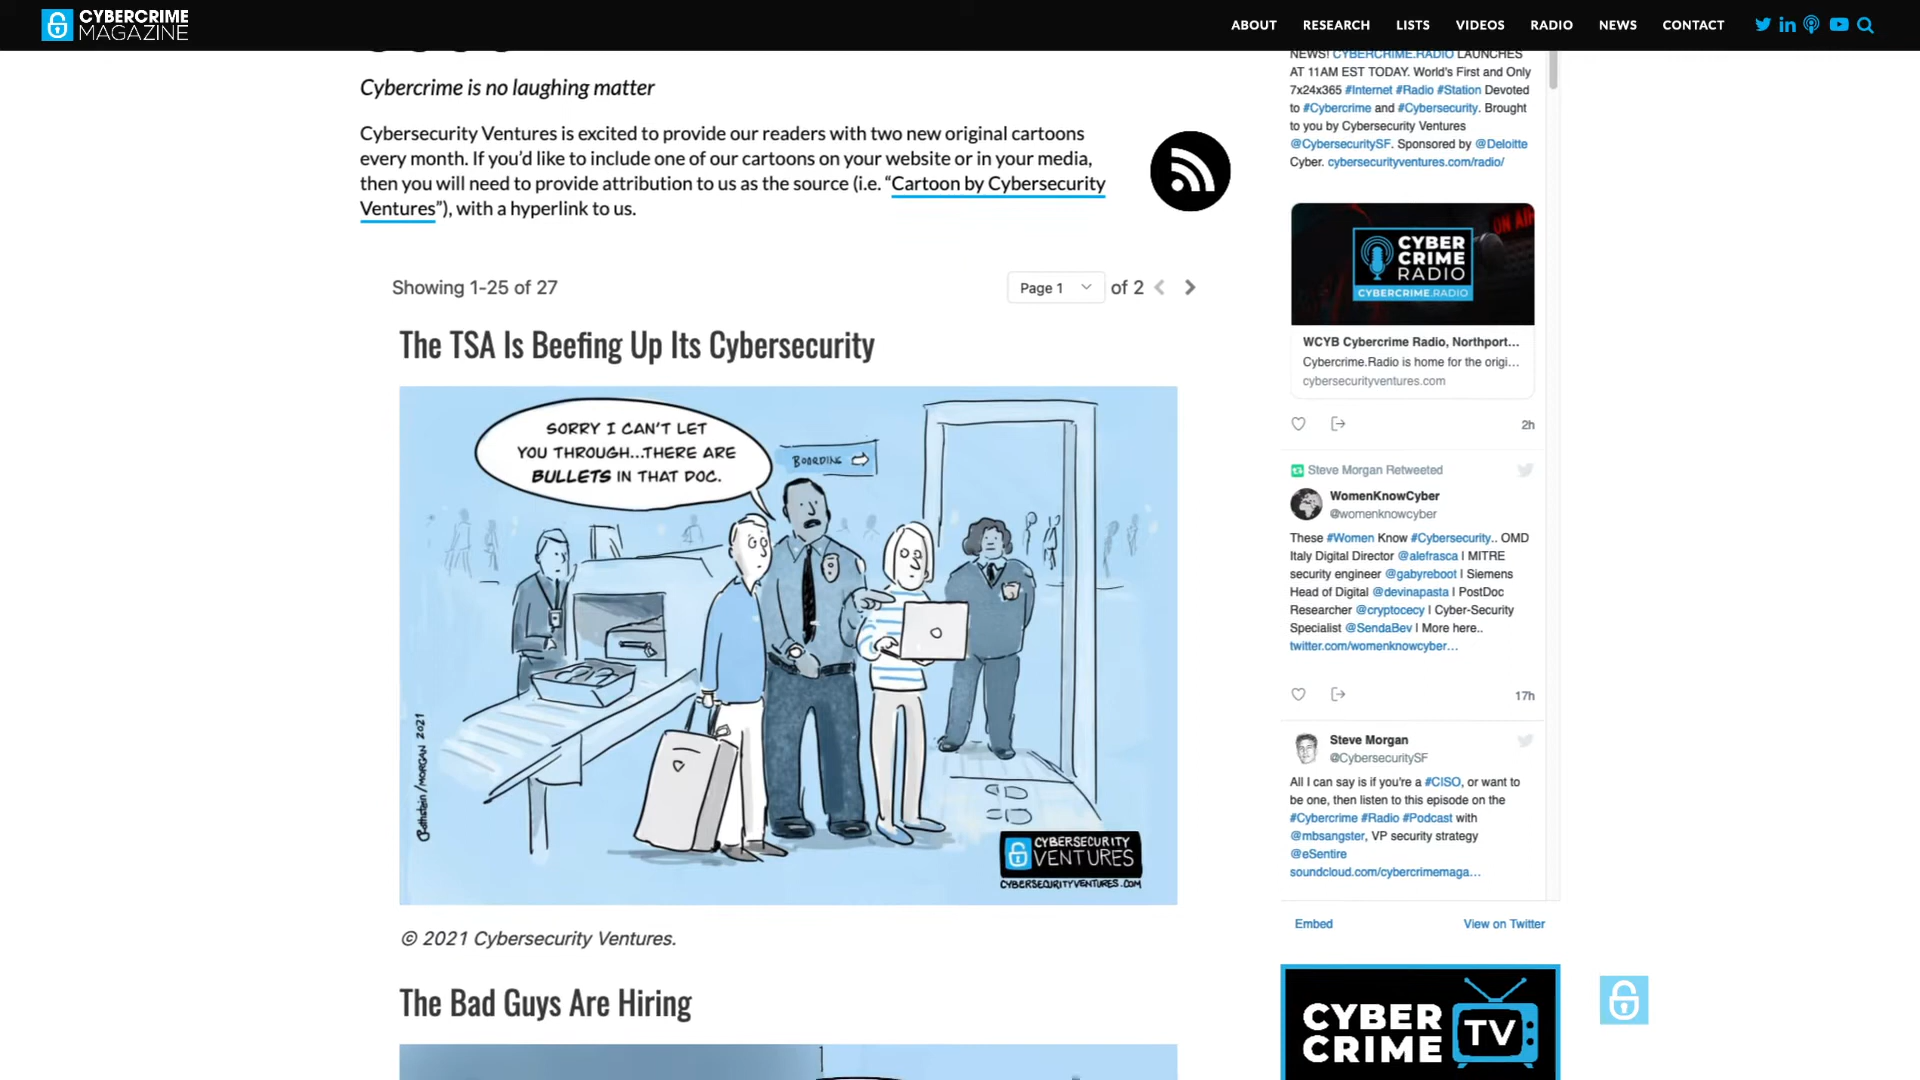 CYBERCRIME
MAGAZINE
ABOUT
RESEARCH
LISTS
VIDEOS
RADIO
NEWS
CONTACT
Cybercrime is no laughing matter
Cybersecurity Ventures is excited to provide our readers with two new original cartoons
every month. If you’d like to include one of our cartoons on your website or in your media,
then you will need to provide attribution to us as the source (i.e. “Cartoon by Cybersecurity
Ventures”), with a hyperlink to us.
Showing 1-25 of 27
Page 1
of 2
The TSA Is Beefing Up Its Cybersecurity
SORRY I CAN'T LET
YOU THROUGH...THERE ARE
BULLETS IN THAT DOC.
BOARDING
Rothstein/MORGAN 2021
CYBERSECURITY
VENTURES
CYBERSECURITYVENTURES.COM
© 2021 Cybersecurity Ventures.
The Bad Guys Are Hiring
NEWS! CYBERCRIME.RADIO LAUNCHES
AT 11AM EST TODAY. World's First and Only
7x24x365 #Internet #Radio #Station Devoted
to #Cybercrime and #Cybersecurity. Brought
to you by Cybersecurity Ventures
@CybersecuritySF. Sponsored by @Deloitte
Cyber. cybersecurityventures.com/radio/
ON AIR
CYBER
CRIME
RADIO
CYBERCRIME.RADIO
WCYB Cybercrime Radio, Northport...
Cybercrime.Radio is home for the origi...
cybersecurityventures.com
2h
Steve Morgan Retweeted
WomenKnowCyber
@womenknowcyber
These #Women Know #Cybersecurity.. OMD
Italy Digital Director @alefrasca I MITRE
security engineer @gabyreboot I Siemens
Head of Digital @devinapasta I PostDoc
Researcher @cryptocecy I Cyber-Security
Specialist @SendaBev I More here..
twitter.com/womenknowcyber...
17h
Steve Morgan
@CybersecuritySF
All I can say is if you're a #CISO, or want to
be one, then listen to this episode on the
#Cybercrime #Radio #Podcast with
@mbsangster, VP security strategy
@eSentire
soundcloud.com/cybercrimemaga...
Embed
View on Twitter
CYBER
CRIME
TV